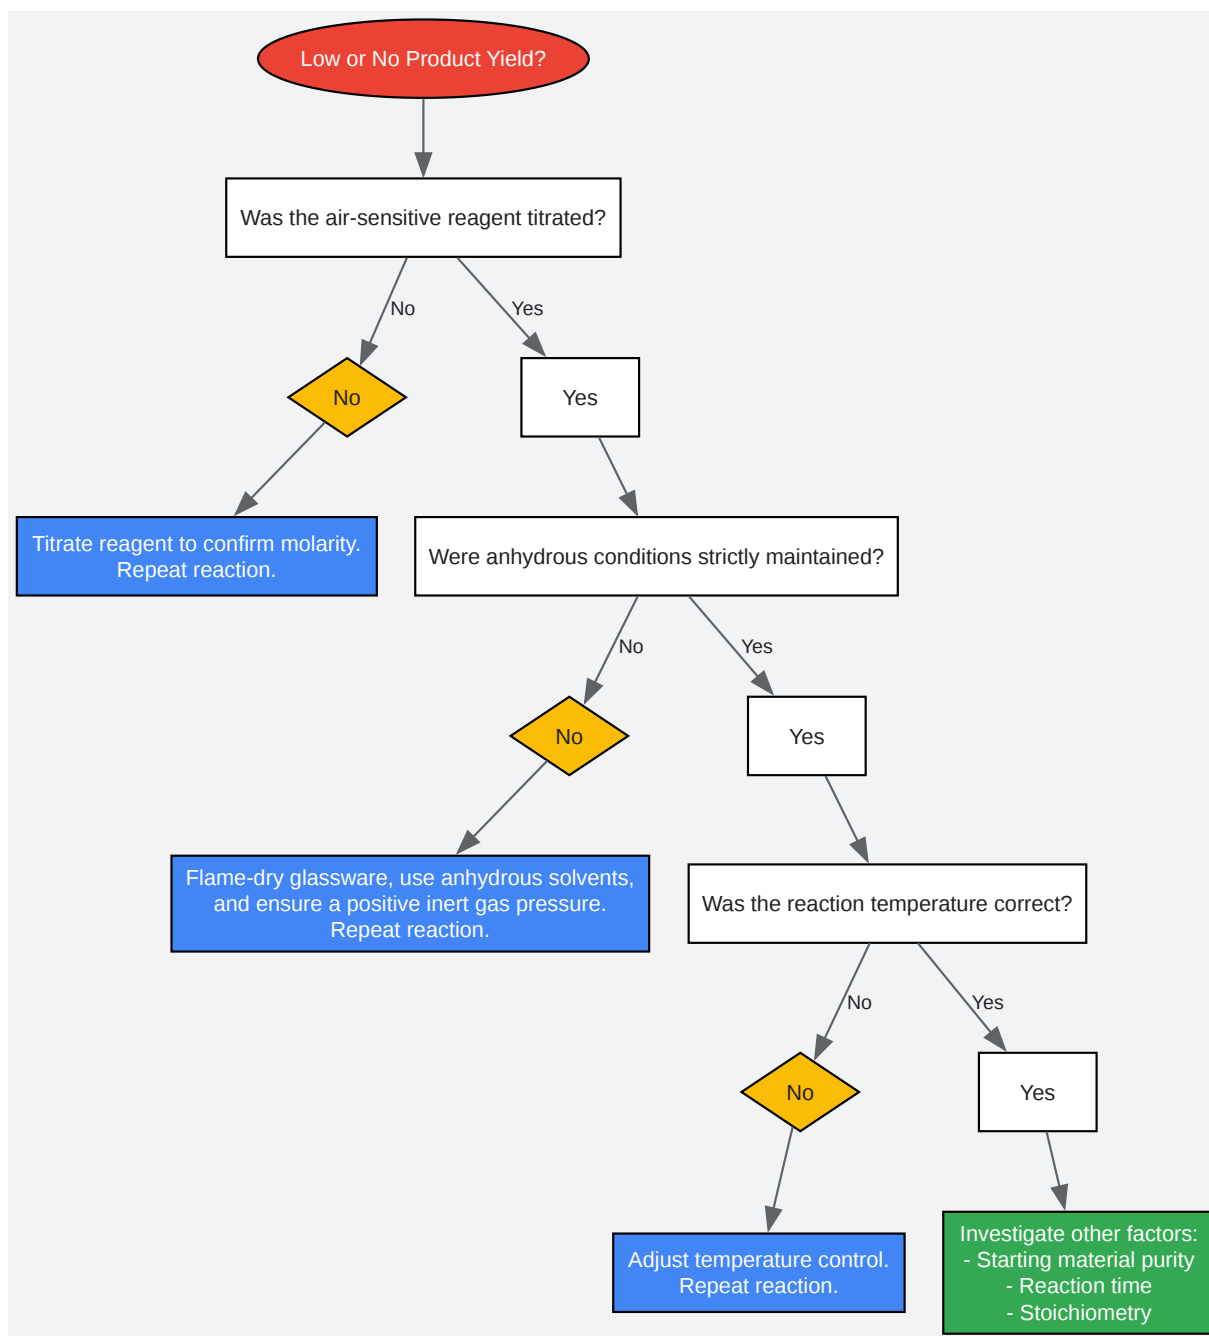 Low or No Product Yield?
Was the air-sensitive reagent titrated?
No
Yes
No
Yes
Titrate reagent to confirm molarity.
Repeat reaction.
Were anhydrous conditions strictly maintained?
No
Yes
No
Yes
Flame-dry glassware, use anhydrous solvents,
and ensure a positive inert gas pressure.
Repeat reaction.
Was the reaction temperature correct?
No
Yes
No
Yes
Adjust temperature control.
Repeat reaction.
Investigate other factors:
- Starting material purity
- Reaction time
- Stoichiometry